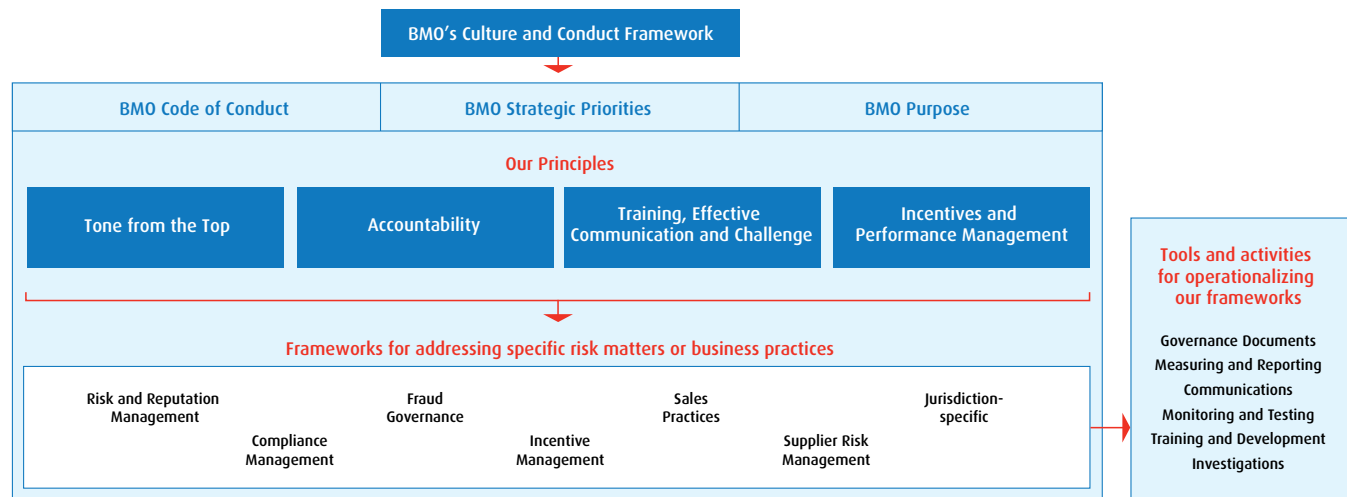 BMO's Culture and Conduct Framework
BMO Code of Conduct
BMO Strategic Priorities
BMO Purpose
Our Principles
Tone from the Top
Accountability
Training, Effective
Communication and Challenge
Incentives and
Performance Management
Frameworks for addressing specific risk matters or business practices
Risk and Reputation
Management
Compliance
Management
Fraud
Governance
Incentive
Management
Sales
Practices
Supplier Risk
Management
Jurisdiction-
specific
Tools and activities
for operationalizing
our frameworks
Governance Documents
Measuring and Reporting
Communications
Monitoring and Testing
Training and Development
Investigations